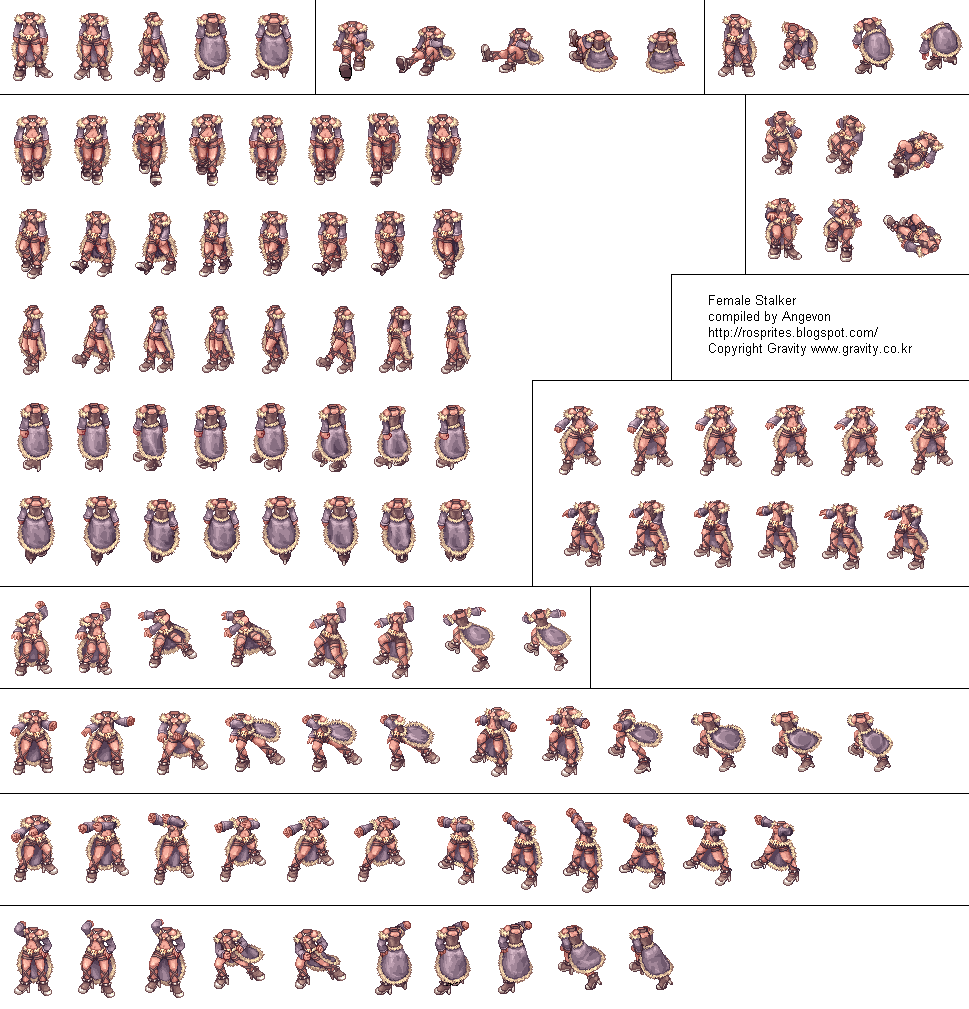 Female Stalker
compiled by Angevon
http://rosprites.blogspot.com/
Copyright Gravity www.gravity.co.kr